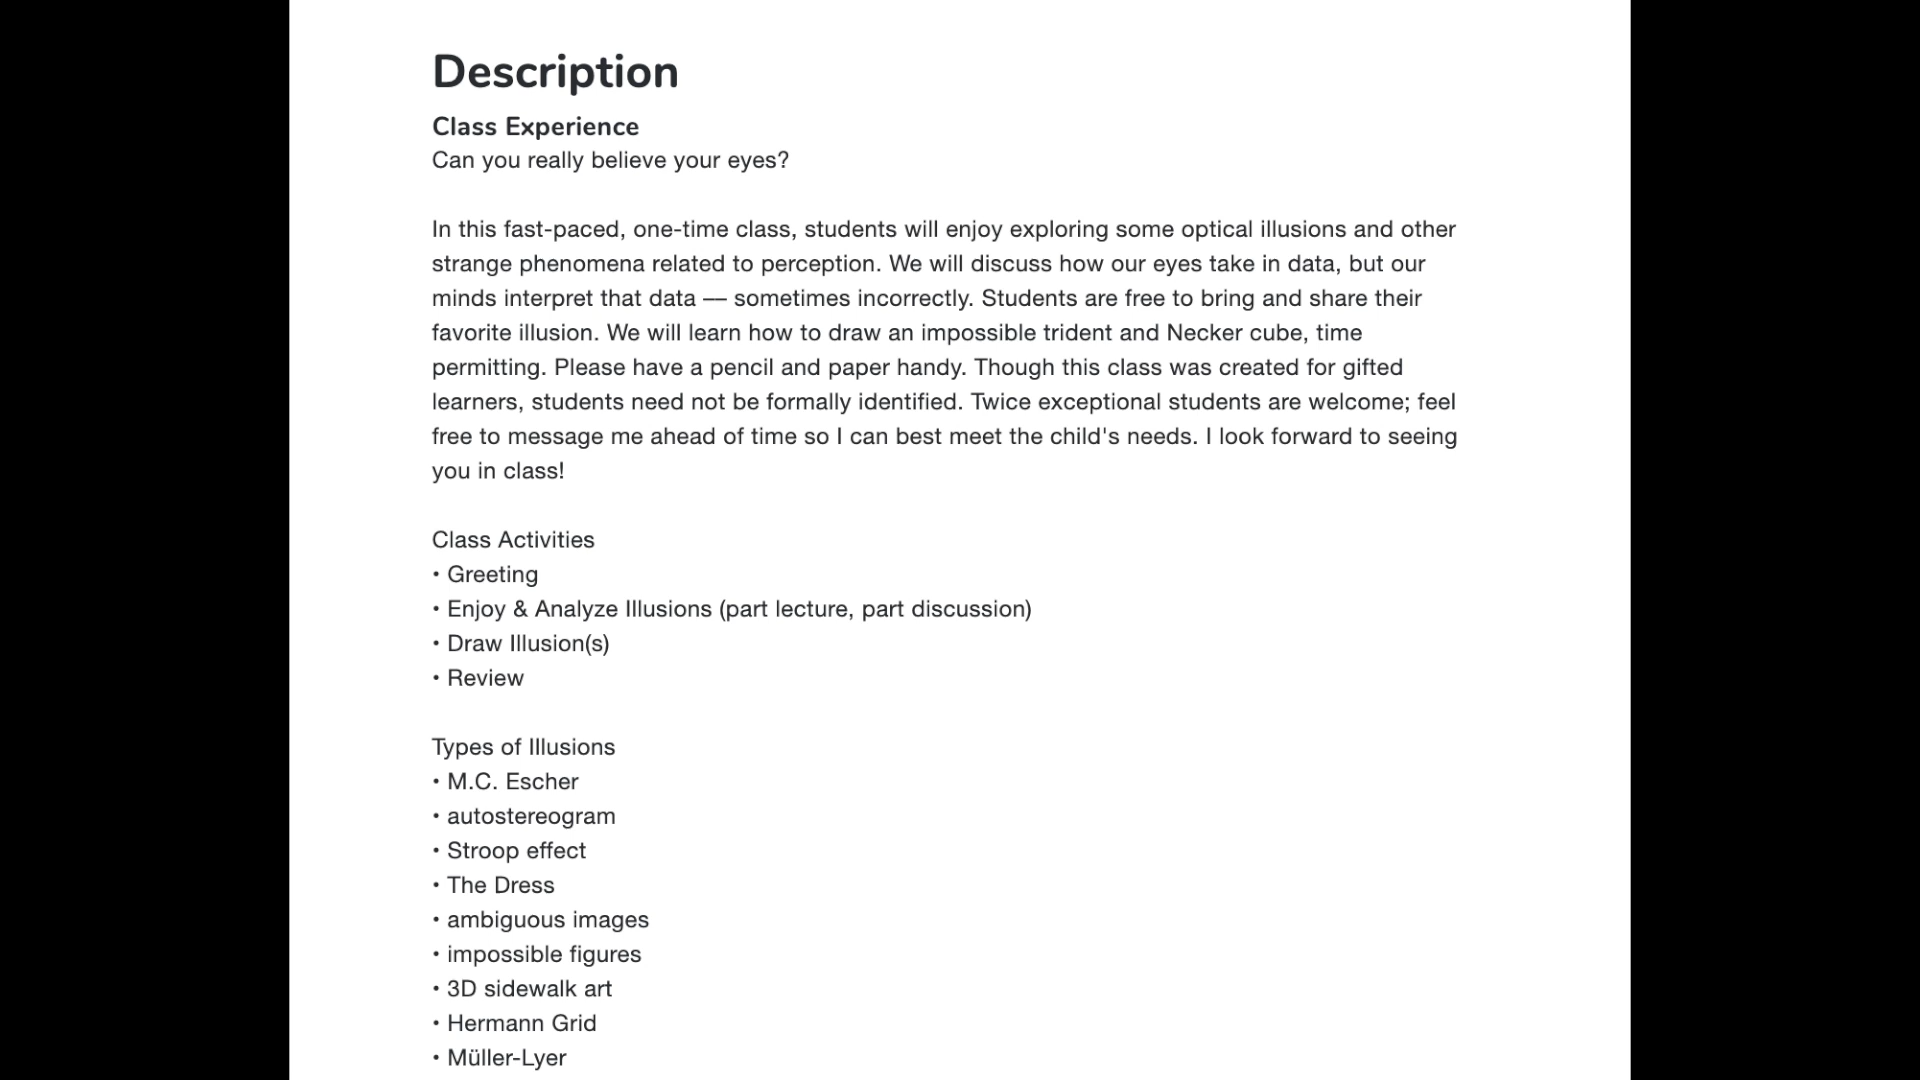 Description
Class Experience
Can you really believe your eyes?
In this fast-paced, one-time class, students will enjoy exploring some optical illusions and other
strange phenomena related to perception. We will discuss how our eyes take in data, but our
minds interpret that data — sometimes incorrectly. Students are free to bring and share their
favorite illusion. We will learn how to draw an impossible trident and Necker cube, time
permitting. Please have a pencil and paper handy. Though this class was created for gifted
learners, students need not be formally identified. Twice exceptional students are welcome; feel
free to message me ahead of time so I can best meet the child's needs. I look forward to seeing
you in class!
Class Activities
• Greeting
• Enjoy & Analyze Illusions (part lecture, part discussion)
• Draw Illusion(s)
• Review
Types of Illusions
• M.C. Escher
• autostereogram
• Stroop effect
• The Dress
• ambiguous images
• impossible figures
• 3D sidewalk art
• Hermann Grid
• Müller-Lyer